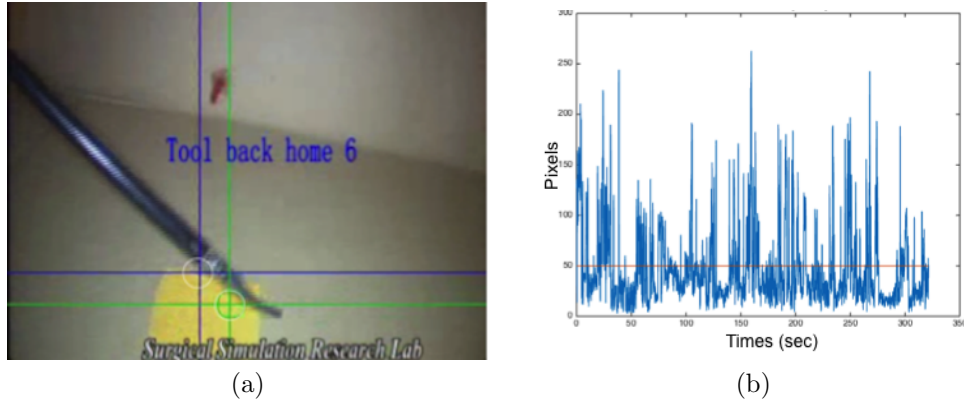 Tool back home 6
Surgical Simulation Research Lab
(a)
300
250
200
150
100
50
0
Pixels
0 50 100 150 200 250 300 350
Times (sec)
(b)